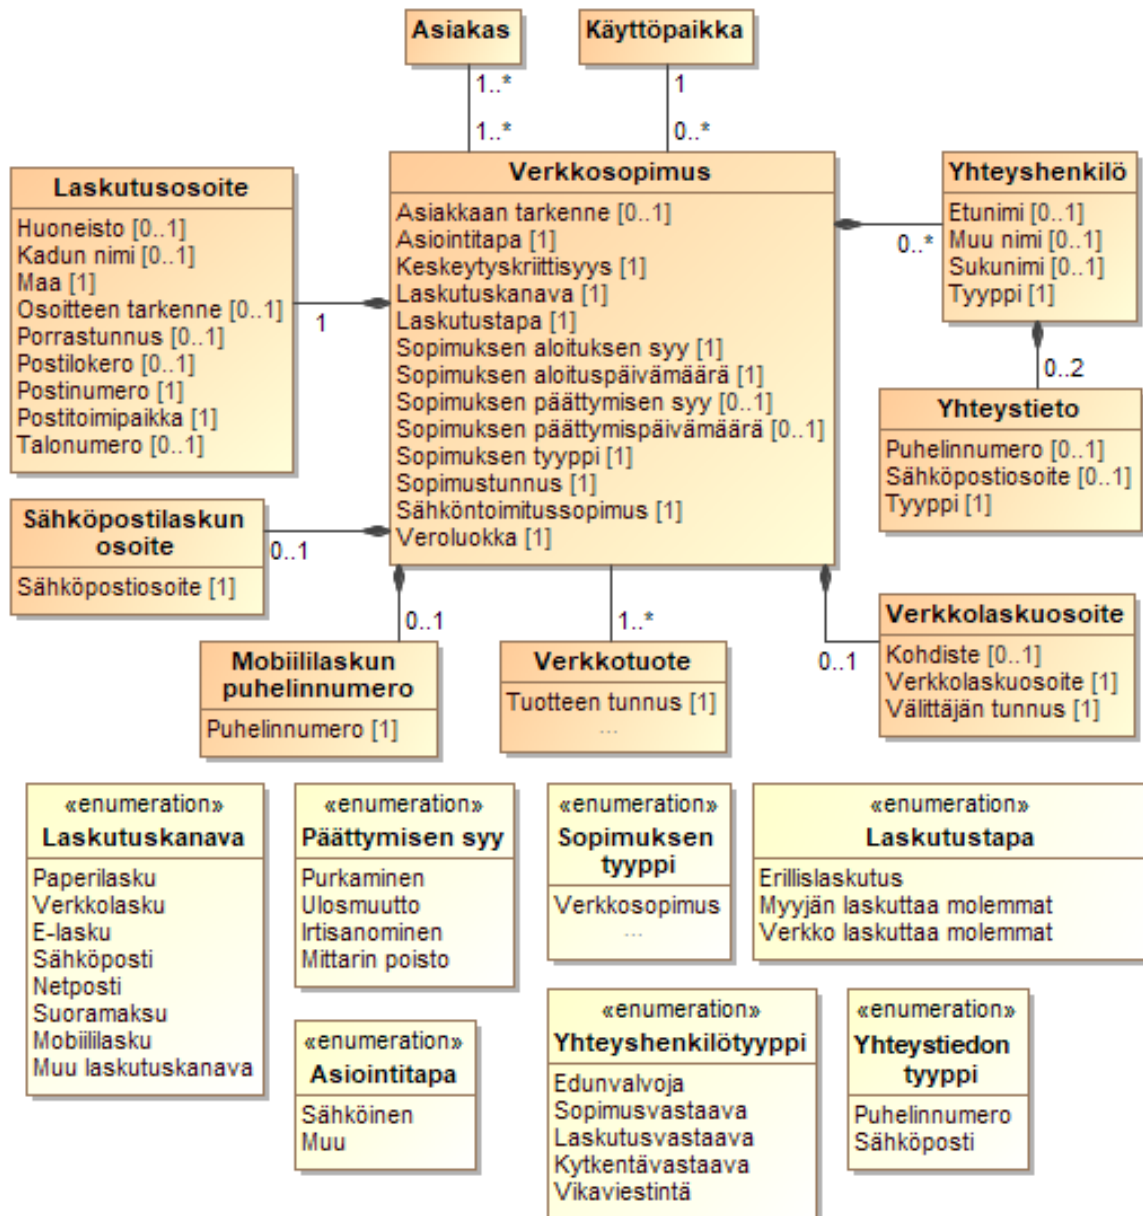 Asiakas
1..*
1..*
Käyttöpaikka
1
0..*
Laskutusosoite
Huoneisto [0..1]
Kadun nimi [0..1]
Maa [1]
Osoitteen tarkenne [0..1]
Porrastunnus [0..1]
Postilokero [0..1]
Postinumero [1]
Postitoimipaikka [1]
Talonumero [0..1]
1
Verkkosopimus
Asiakkaan tarkenne [0..1]
Asiointitapa [1]
Keskeytyskriittisyys [1]
Laskutuskanava [1]
Laskutustapa [1]
Sopimuksen aloituksen syy [1]
Sopimuksen aloituspäivämäärä [1]
Sopimuksen päättymisen syy [0..1]
Sopimuksen päättymispäivämäärä [0..1]
Sopimuksen tyyppi [1]
Sopimustunnus [1]
Sähköntoimitussopimus [1]
Veroluokka [1]
0..*
Yhteyshenkilö
Etunimi [0..1]
Muu nimi [0..1]
Sukunimi [0..1]
Tyyppi [1]
0..2
Yhteystieto
Puhelinnumero [0..1]
Sähköpostiosoite [0..1]
Tyyppi [1]
Sähköpostilaskun
osoite
Sähköpostiosoite [1]
0..1
0..1
Mobiililaskun
puhelinnumero
Puhelinnumero [1]
1..*
Verkkotuote
Tuotteen tunnus [1]
...
0..1
Verkkolaskuosoite
Kohdiste [0..1]
Verkkolaskuosoite [1]
Välittäjän tunnus [1]
«enumeration»
Laskutuskanava
Paperilasku
Verkkolasku
E-lasku
Sähköposti
Netposti
Suoramaksu
Mobiililasku
Muu laskutuskanava
«enumeration»
Päättymisen syy
Purkaminen
Ulosmuutto
Irtisanominen
Mittarin poisto
«enumeration»
Sopimuksen
tyyppi
Verkkosopimus
...
«enumeration»
Laskutustapa
Erillislaskutus
Myyjän laskuttaa molemmat
Verkko laskuttaa molemmat
«enumeration»
Asiointitapa
Sähköinen
Muu
«enumeration»
Yhteyshenkilötyyppi
Edunvalvoja
Sopimusvastaava
Laskutusvastaava
Kytkentävastaava
Vikaviestintä
«enumeration»
Yhteystiedon
tyyppi
Puhelinnumero
Sähköposti